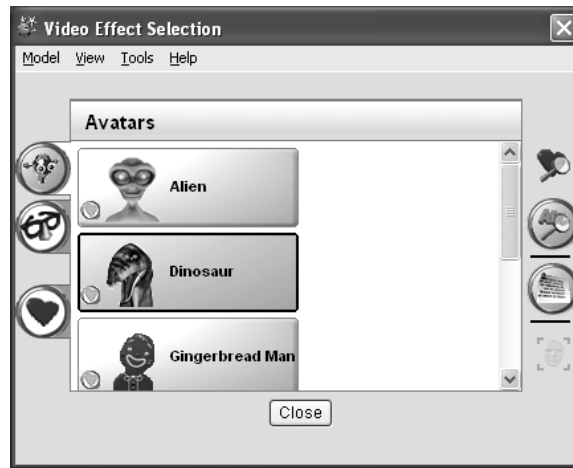 Video Effect Selection
Model View Tools Help
Avatars
Alien
Dinosaur
Gingerbread Man
Close